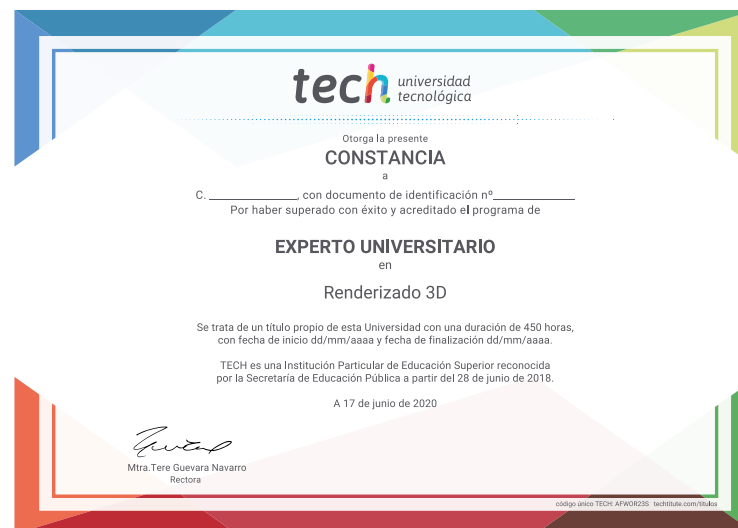 tech universidad
tecnológica
Otorga la presente
CONSTANCIA
a
C. ______________, con documento de identificación nº_____________
Por haber superado con éxito y acreditado el programa de
EXPERTO UNIVERSITARIO
en
Renderizado 3D
Se trata de un título propio de esta Universidad con una duración de 450 horas,
con fecha de inicio dd/mm/aaaa y fecha de finalización dd/mm/aaaa.
TECH es una Institución Particular de Educación Superior reconocida
por la Secretaría de Educación Pública a partir del 28 de junio de 2018.
A 17 de junio de 2020
Mtra.Tere Guevara Navarro
Rectora
código único TECH: AFWOR23S techtitute.com/titulos